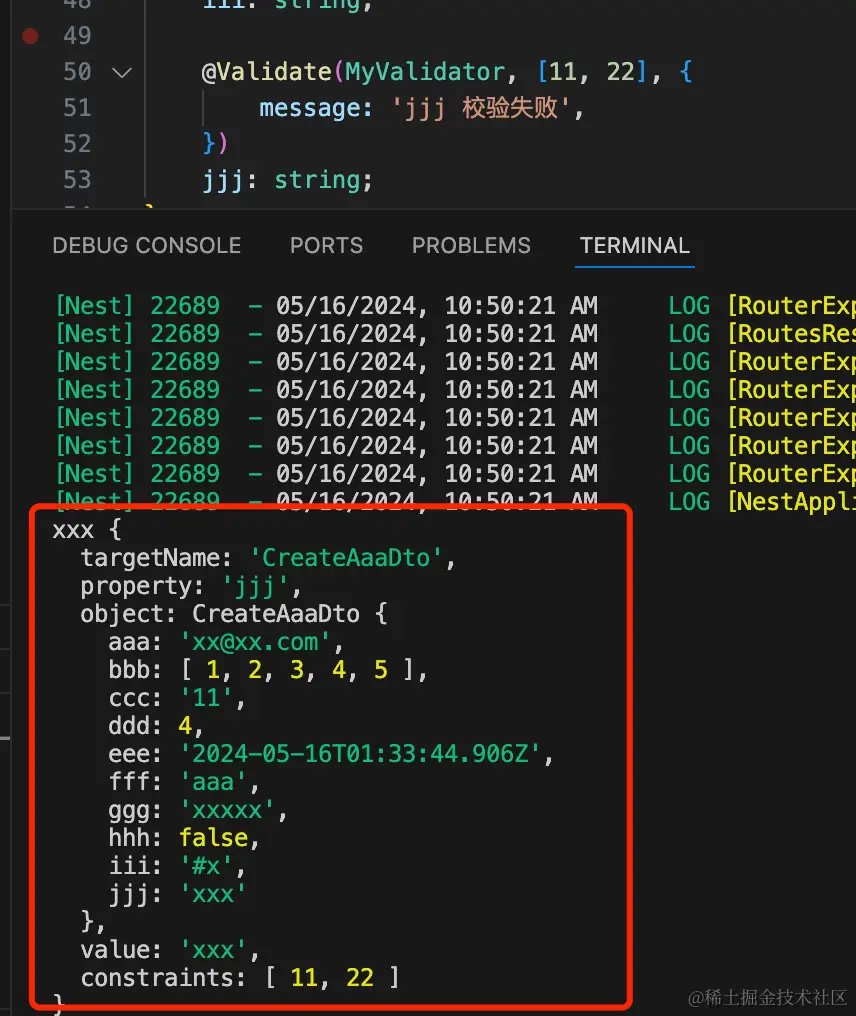 48 iii: string;
49
50 @Validate(MyValidator, [11, 22], {
51 message: 'jjj 校验失败',
52 })
53 jjj: string;
DEBUG CONSOLE PORTS PROBLEMS TERMINAL
[Nest] 22689 - 05/16/2024, 10:50:21 AM LOG [RouterExp
[Nest] 22689 - 05/16/2024, 10:50:21 AM LOG [RoutesRes
[Nest] 22689 - 05/16/2024, 10:50:21 AM LOG [RouterExp
[Nest] 22689 - 05/16/2024, 10:50:21 AM LOG [RouterExp
[Nest] 22689 - 05/16/2024, 10:50:21 AM LOG [RouterExp
[Nest] 22689 - 05/16/2024, 10:50:21 AM LOG [RouterExp
[Nest] 22689 - 05/16/2024, 10:50:21 AM LOG [RouterExp
[Nest] 22689 - 05/16/2024, 10:50:21 AM LOG [NestAppli
xxx {
targetName: 'CreateAaaDto',
property: 'jjj',
object: CreateAaaDto {
aaa: 'xx@xx.com',
bbb: [ 1, 2, 3, 4, 5 ],
ccc: '11',
ddd: 4,
eee: '2024-05-16T01:33:44.906Z',
fff: 'aaa',
ggg: 'xxxxx',
hhh: false,
iii: '#x',
jjj: 'xxx'
},
value: 'xxx',
constraints: [ 11, 22 ]
}
@稀土掘金技术社区